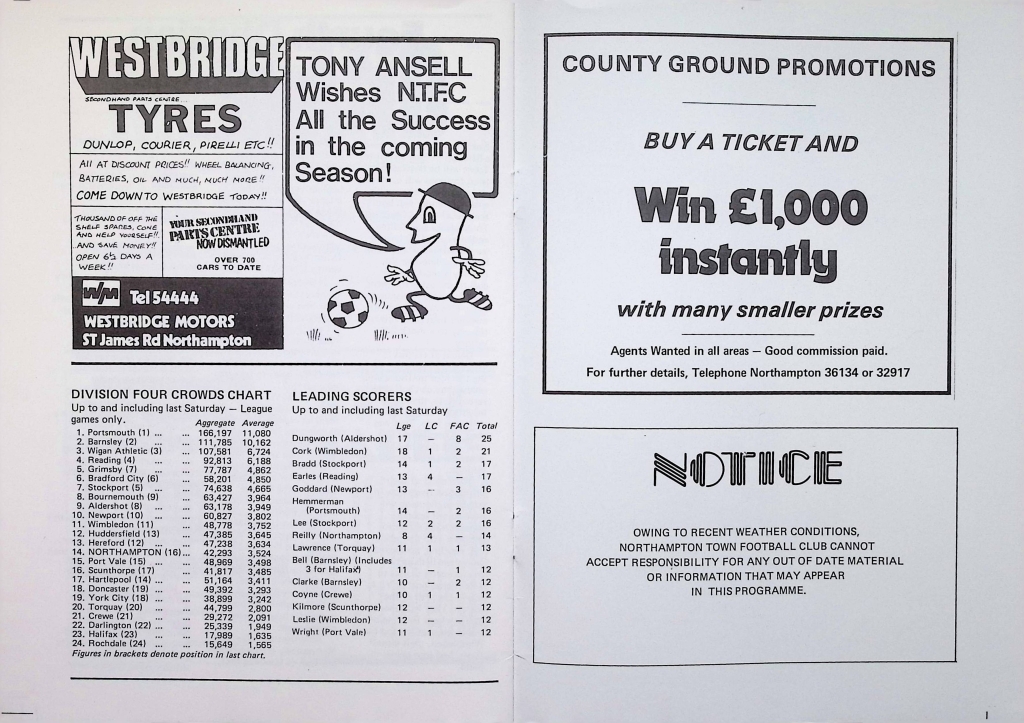 WESTBRIDGE
SECONDHAND PARTS CENTRE...
TYRES
DUNLOP, COURIER, PIRELLI ETC!!
All AT DISCOUNT PRICES!! WHEEL BALANCING,
BATTERIES, OIL AND MUCH, MUCH MORE!!
COME DOWN TO WESTBRIDGE TODAY!!
THOUSAND OF OFF THE
SHELF SPARES, COME
AND HELP YOURSELF!!
..AND SAVE MONEY!!
OPEN 6½ DAYS A
WEEK!!
YOUR SECONDHAND
PARTS CENTRE
NOW DISMANTLED
OVER 700
CARS TO DATE
WM Tel 54444
WESTBRIDGE MOTORS
ST James Rd Northampton
TONY ANSELL
Wishes N.T.F.C
All the Success
in the coming
Season!
DIVISION FOUR CROWDS CHART
Up to and including last Saturday — League
games only.
Aggregate Average
1. Portsmouth (1) ... ... 166,197 11,080
2. Barnsley (2) ... ... 111,785 10,162
3. Wigan Athletic (3) ... 107,581 6,724
4. Reading (4) ... ... 92,813 6,188
5. Grimsby (7) ... ... 77,787 4,862
6. Bradford City (6) ... 58,201 4,850
7. Stockport (5) ... ... 74,638 4,665
8. Bournemouth (9) ... 63,427 3,964
9. Aldershot (8) ... ... 63,178 3,949
10. Newport (10) ... ... 60,827 3,802
11. Wimbledon (11) ... 48,778 3,752
12. Huddersfield (13) ... 47,385 3,645
13. Hereford (12) ... ... 47,238 3,634
14. NORTHAMPTON (16)... 42,293 3,524
15. Port Vale (15) ... ... 48,969 3,498
16. Scunthorpe (17) ... 41,817 3,485
17. Hartlepool (14) ... ... 51,164 3,411
18. Doncaster (19) ... ... 49,392 3,293
19. York City (18) ... ... 38,899 3,242
20. Torquay (20) ... ... 44,799 2,800
21. Crewe (21) ... ... 29,272 2,091
22. Darlington (22) ... ... 25,339 1,949
23. Halifax (23) ... ... 17,989 1,635
24. Rochdale (24) ... ... 15,649 1,565
Figures in brackets denote position in last chart.
LEADING SCORERS
Up to and including last Saturday
Lge LC FAC Total
Dungworth (Aldershot) 17 — 8 25
Cork (Wimbledon) 18 1 2 21
Bradd (Stockport) 14 1 2 17
Earles (Reading) 13 4 — 17
Goddard (Newport) 13 — 3 16
Hemmerman
(Portsmouth) 14 — 2 16
Lee (Stockport) 12 2 2 16
Reilly (Northampton) 8 4 — 14
Lawrence (Torquay) 11 1 1 13
Bell (Barnsley) (Includes
3 for Halifax) 11 — 1 12
Clarke (Barnsley) 10 — 2 12
Coyne (Crewe) 10 1 1 12
Kilmore (Scunthorpe) 12 — — 12
Leslie (Wimbledon) 12 — — 12
Wright (Port Vale) 11 1 — 12
COUNTY GROUND PROMOTIONS
BUY A TICKET AND
Win £1,000
instantly
with many smaller prizes
Agents Wanted in all areas — Good commission paid.
For further details, Telephone Northampton 36134 or 32917
NOTICE
OWING TO RECENT WEATHER CONDITIONS,
NORTHAMPTON TOWN FOOTBALL CLUB CANNOT
ACCEPT RESPONSIBILITY FOR ANY OUT OF DATE MATERIAL
OR INFORMATION THAT MAY APPEAR
IN THIS PROGRAMME.